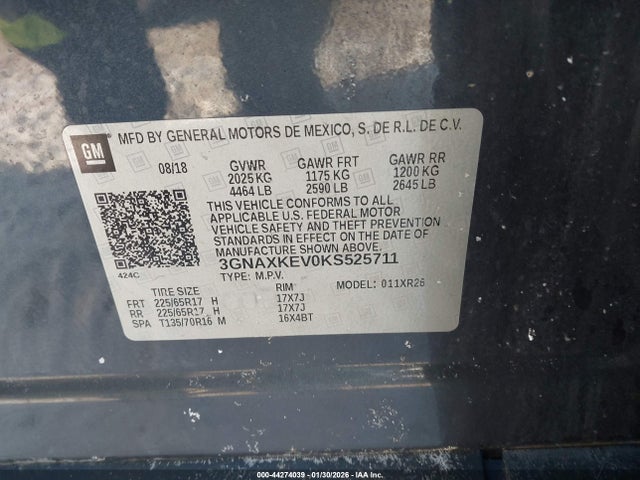 GM
MFD BY GENERAL MOTORS DE MEXICO, S. DE R.L. DE C.V.
08/18 GVWR GAWR FRT GAWR RR
2025 KG 1175 KG 1200 KG
4464 LB 2590 LB 2645 LB
THIS VEHICLE CONFORMS TO ALL
APPLICABLE U.S. FEDERAL MOTOR
VEHICLE SAFETY AND THEFT PREVENTION
STANDARDS IN EFFECT ON THE DATE OF
MANUFACTURE SHOWN ABOVE.
3GNAXKEV0KS525711
424C TYPE: M.P.V.
TIRE SIZE RIM MODEL: 011XR26
FRT 225/65R17 H 17X7J
RR 225/65R17 H 17X7J
SPA T135/70R16 M 16X4BT
000-44274039 - 01/30/2026 - IAA Inc.